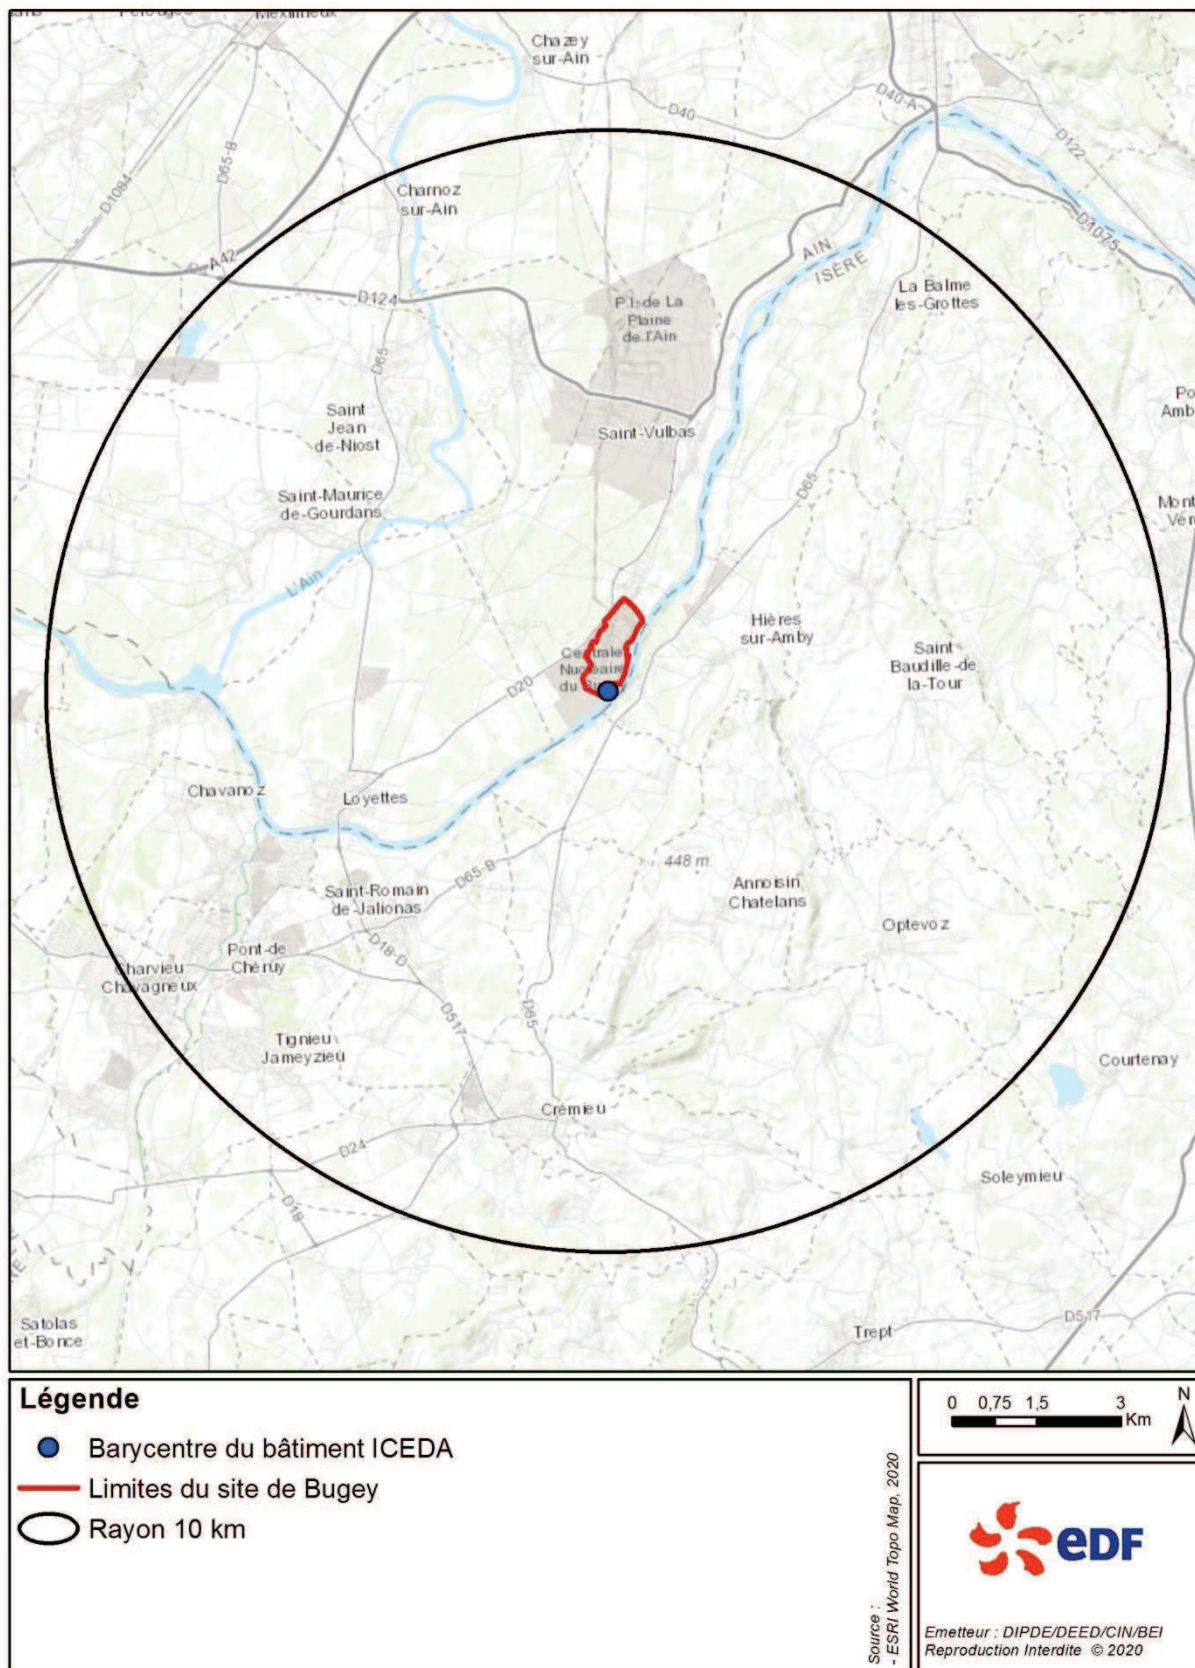 Meximieux
Chazey
sur-Ain
D40
D40-A
D122
D65-B
D1084
Charnoz
sur-Ain
D1075
AIN
ISÈRE
A42
D124
La Balme
les-Grottes
P.I. de La
Plaine
de l'Ain
D65
Saint
Jean
de-Niost
Saint-Vulbas
D65
Saint-Maurice
de-Gourdans
L'Ain
Hières
sur-Amby
Centrale
Nucléaire
Saint
Baudille-de
la-Tour
D20
Chavanoz
Loyettes
448 m
D65-B
Annoisin
Chatelans
Saint-Romain
de-Jalionas
Optevoz
D18-D
Pont-de
Chéruy
Charvieu
Chavagneux
D517
D65
Tignieu
Jameyzieu
Courtenay
Crémieu
D24
Soleymieu
D18
Satolas
et-Bonce
Trept
D517
Légende
Barycentre du bâtiment ICEDA
Limites du site de Bugey
Rayon 10 km
Source :
- ESRI World Topo Map, 2020
0 0,75 1,5 3
Km
N
eDF
Emetteur : DIPDE/DEED/CIN/BEI
Reproduction Interdite © 2020